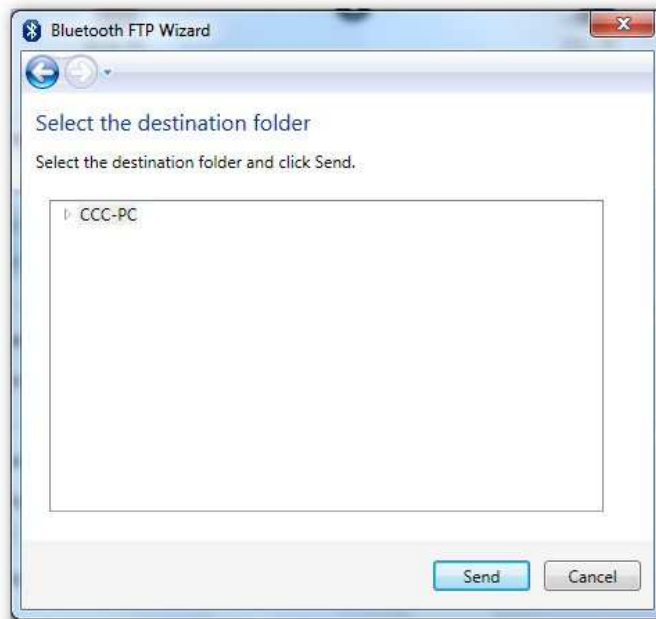 Bluetooth FTP Wizard
Select the destination folder
Select the destination folder and click Send.
CCC-PC
Send
Cancel